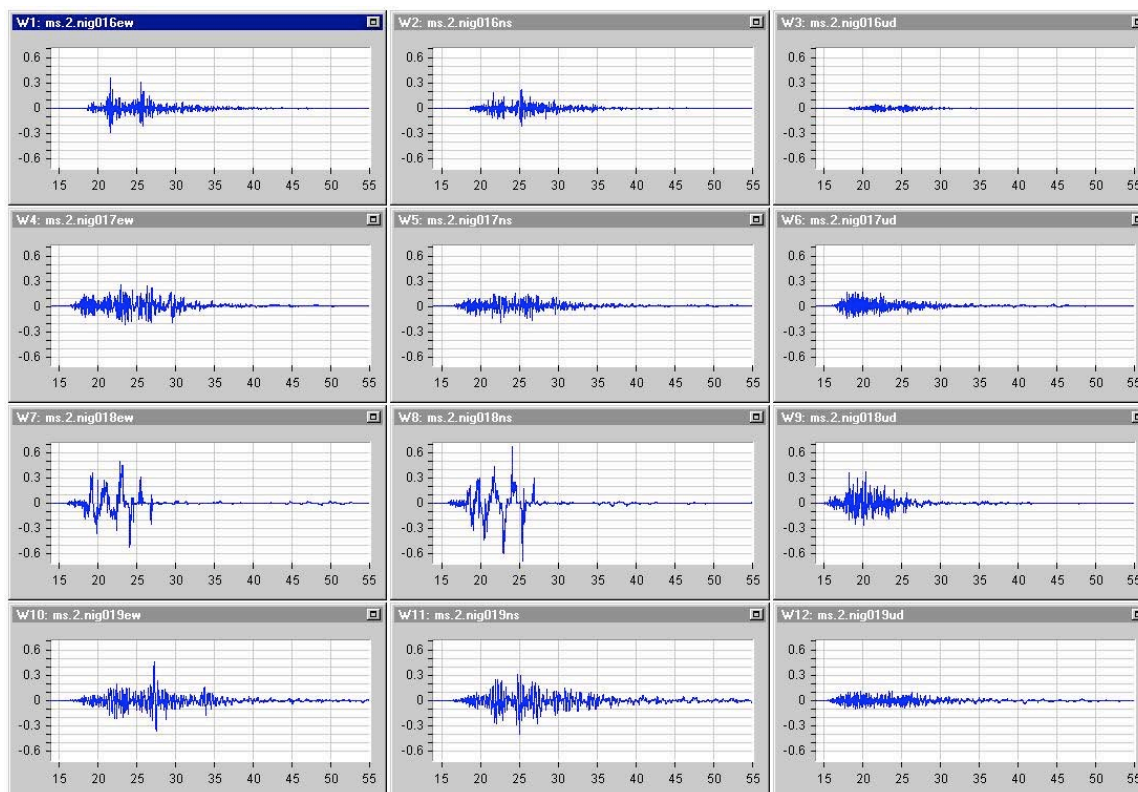 W1: ms.2.nig016ew
W2: ms.2.nig016ns
W3: ms.2.nig016ud
0.6
0.3
0
-0.3
-0.6
15 20 25 30 35 40 45 50 55
0.6
0.3
0
-0.3
-0.6
15 20 25 30 35 40 45 50 55
0.6
0.3
0
-0.3
-0.6
15 20 25 30 35 40 45 50 55
W4: ms.2.nig017ew
W5: ms.2.nig017ns
W6: ms.2.nig017ud
0.6
0.3
0
-0.3
-0.6
15 20 25 30 35 40 45 50 55
0.6
0.3
0
-0.3
-0.6
15 20 25 30 35 40 45 50 55
0.6
0.3
0
-0.3
-0.6
15 20 25 30 35 40 45 50 55
W7: ms.2.nig018ew
W8: ms.2.nig018ns
W9: ms.2.nig018ud
0.6
0.3
0
-0.3
-0.6
15 20 25 30 35 40 45 50 55
0.6
0.3
0
-0.3
-0.6
15 20 25 30 35 40 45 50 55
0.6
0.3
0
-0.3
-0.6
15 20 25 30 35 40 45 50 55
W10: ms.2.nig019ew
W11: ms.2.nig019ns
W12: ms.2.nig019ud
0.6
0.3
0
-0.3
-0.6
15 20 25 30 35 40 45 50 55
0.6
0.3
0
-0.3
-0.6
15 20 25 30 35 40 45 50 55
0.6
0.3
0
-0.3
-0.6
15 20 25 30 35 40 45 50 55